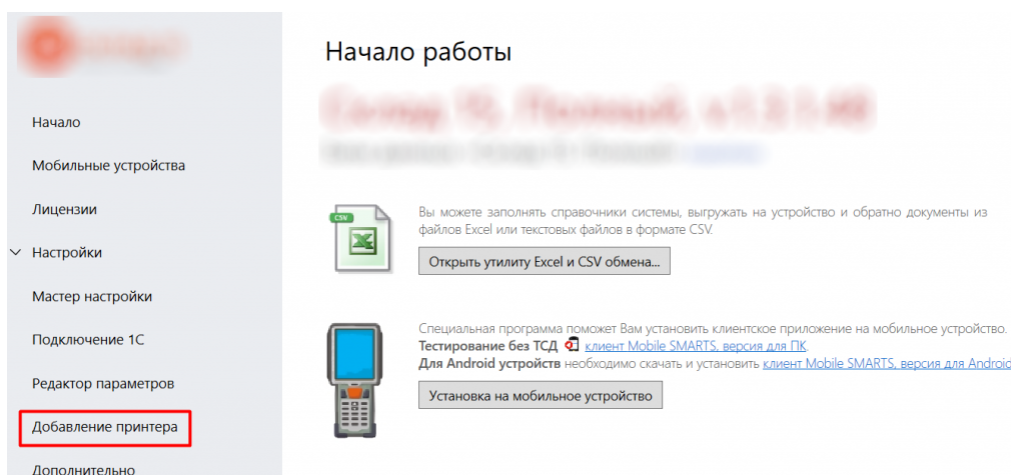 Начало работы
Начало
Мобильные устройства
Лицензии
Настройки
Мастер настройки
Подключение 1С
Редактор параметров
Добавление принтера
Дополнительно
CSV
Вы можете заполнять справочники системы, выгружать на устройство и обратно документы из
файлов Excel или текстовых файлов в формате CSV.
Открыть утилиту Excel и CSV обмена...
Специальная программа поможет Вам установить клиентское приложение на мобильное устройство.
Тестирование без ТСД клиент Mobile SMARTS, версия для ПК.
Для Android устройств необходимо скачать и установить клиент Mobile SMARTS, версия для Android
Установка на мобильное устройство